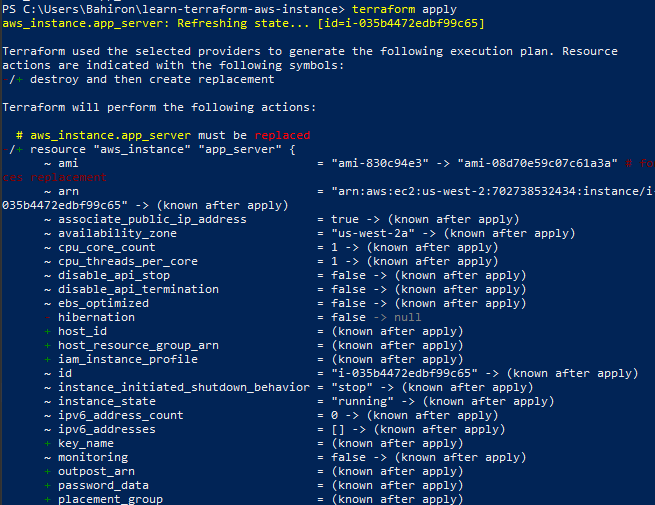 PS C:\Users\Bahiron\learn-terraform-aws-instance> terraform apply
aws_instance.app_server: Refreshing state... [id=i-035b4472edbf99c65]
Terraform used the selected providers to generate the following execution plan. Resource
actions are indicated with the following symbols:
-/+ destroy and then create replacement
Terraform will perform the following actions:
# aws_instance.app_server must be replaced
-/+ resource "aws_instance" "app_server" {
~ ami = "ami-830c94e3" -> "ami-08d70e59c07c61a3a" # fo
rces replacement
~ arn = "arn:aws:ec2:us-west-2:702738532434:instance/i-
035b4472edbf99c65" -> (known after apply)
~ associate_public_ip_address = true -> (known after apply)
~ availability_zone = "us-west-2a" -> (known after apply)
~ cpu_core_count = 1 -> (known after apply)
~ cpu_threads_per_core = 1 -> (known after apply)
~ disable_api_stop = false -> (known after apply)
~ disable_api_termination = false -> (known after apply)
~ ebs_optimized = false -> (known after apply)
- hibernation = false -> null
+ host_id = (known after apply)
+ host_resource_group_arn = (known after apply)
+ iam_instance_profile = (known after apply)
~ id = "i-035b4472edbf99c65" -> (known after apply)
~ instance_initiated_shutdown_behavior = "stop" -> (known after apply)
~ instance_state = "running" -> (known after apply)
~ ipv6_address_count = 0 -> (known after apply)
~ ipv6_addresses = [] -> (known after apply)
+ key_name = (known after apply)
~ monitoring = false -> (known after apply)
+ outpost_arn = (known after apply)
+ password_data = (known after apply)
+ placement_group = (known after apply)